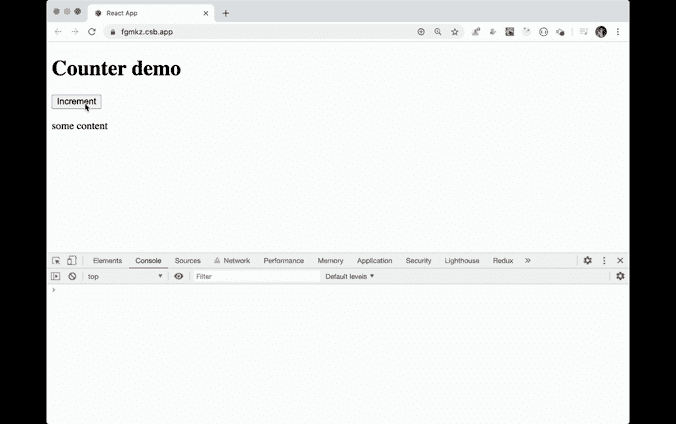 React App
fgmkz.csb.app
Counter demo
Increment
some content
Elements Console Sources Network Performance Memory Application Security Lighthouse Redux
top Filter Default levels